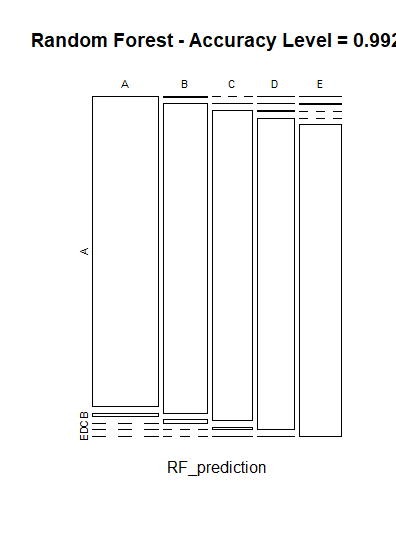 Random Forest - Accuracy Level = 0.992
A B C D E
A
B
C
D
E
RF_prediction